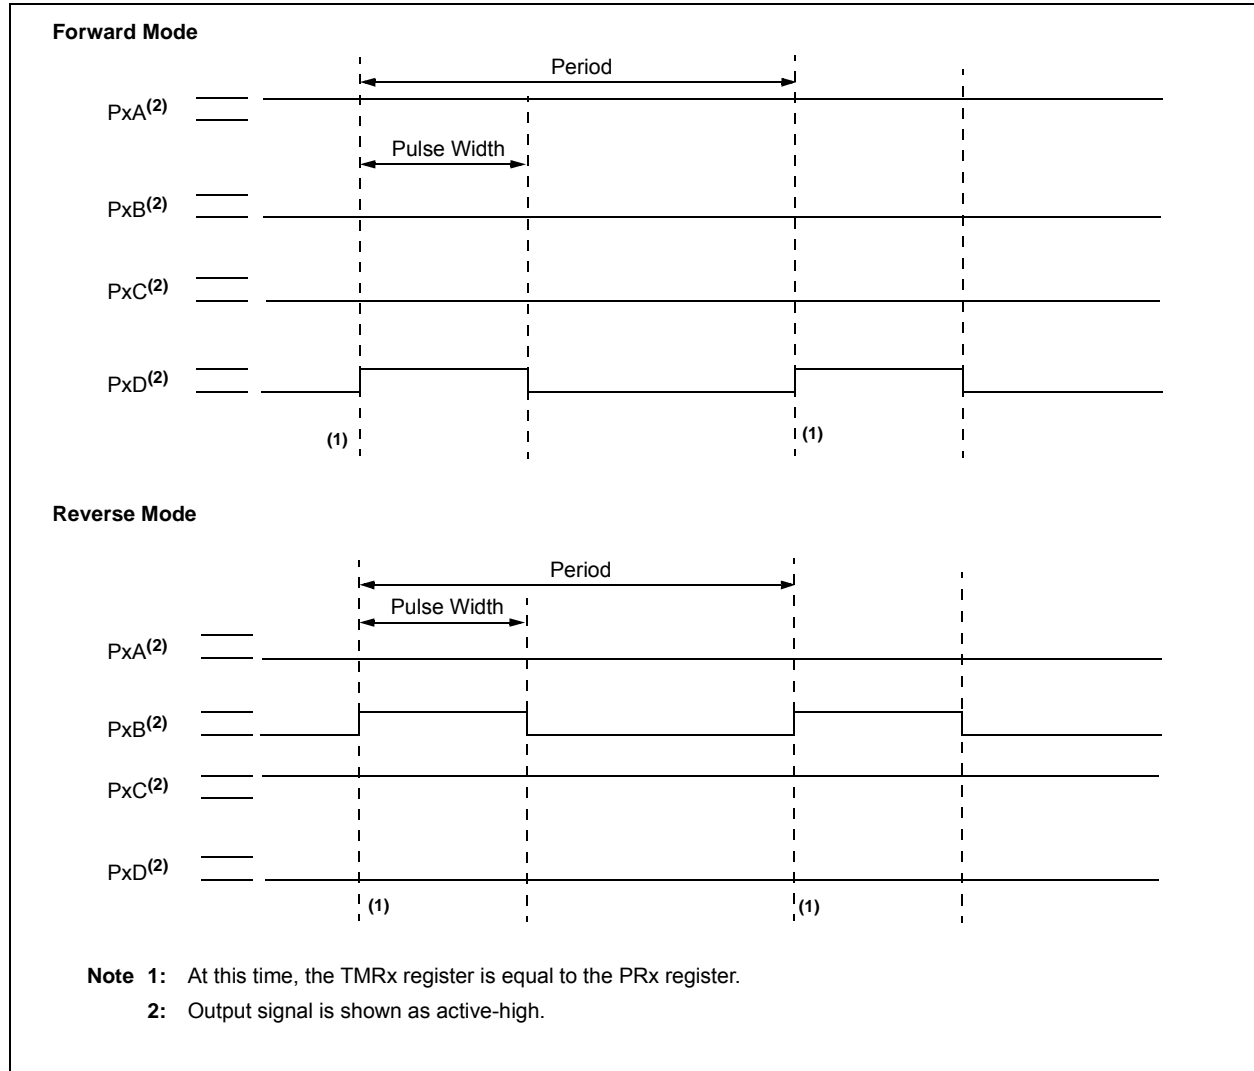 Forward Mode
Period
PxA(2)
Pulse Width
PxB(2)
PxC(2)
PxD(2)
(1)
(1)
Reverse Mode
Period
Pulse Width
PxA(2)
PxB(2)
PxC(2)
PxD(2)
(1)
(1)
Note 1: At this time, the TMRx register is equal to the PRx register.
2: Output signal is shown as active-high.